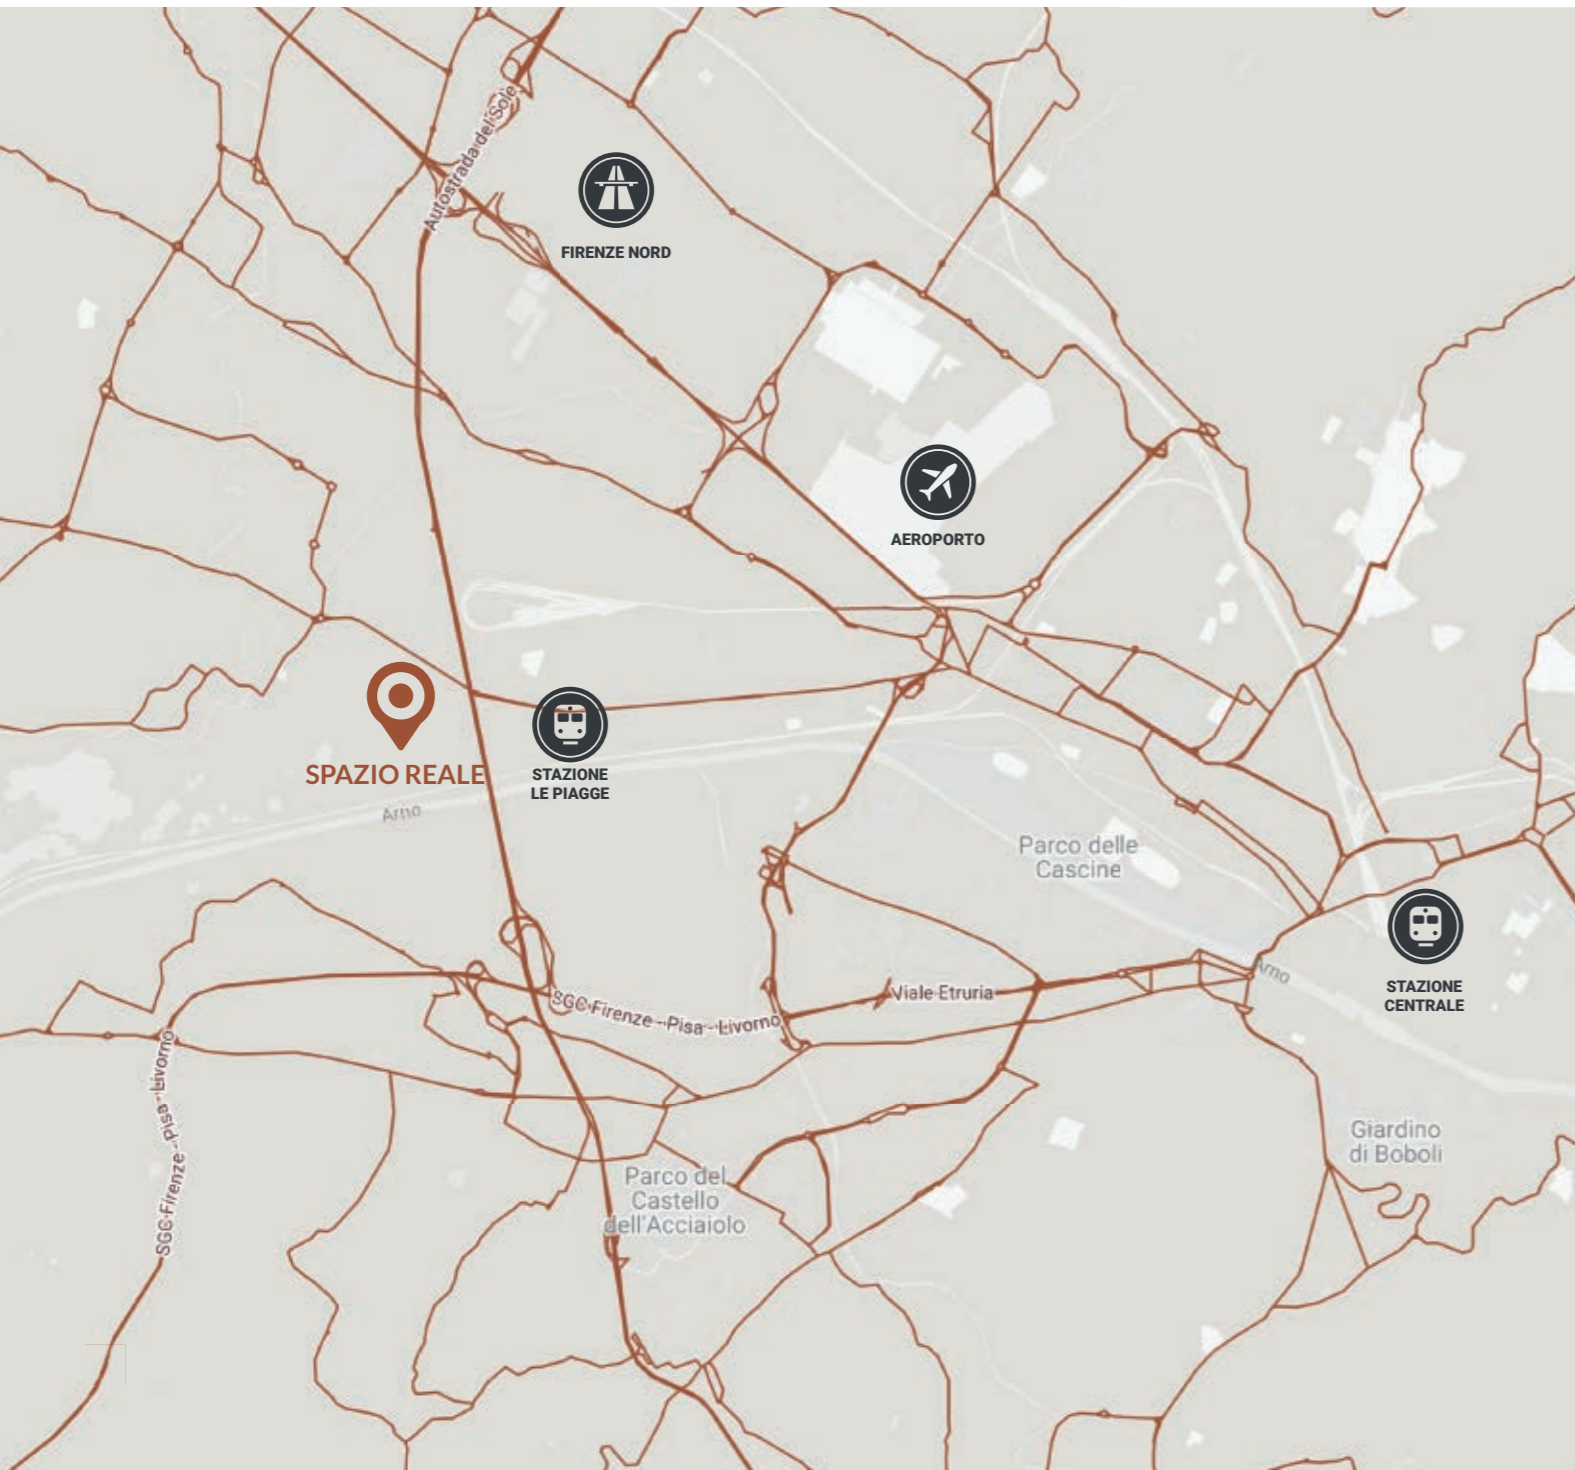 Autostrada del Sole
FIRENZE NORD
AEROPORTO
SPAZIO REALE
STAZIONE
LE PIAGGE
Arno
Parco delle
Cascine
Arno
STAZIONE
CENTRALE
Viale Etruria
SGC Firenze - Pisa - Livorno
SGC Firenze - Pisa - Livorno
Giardino
di Boboli
Parco del
Castello
dell'Acciaiolo